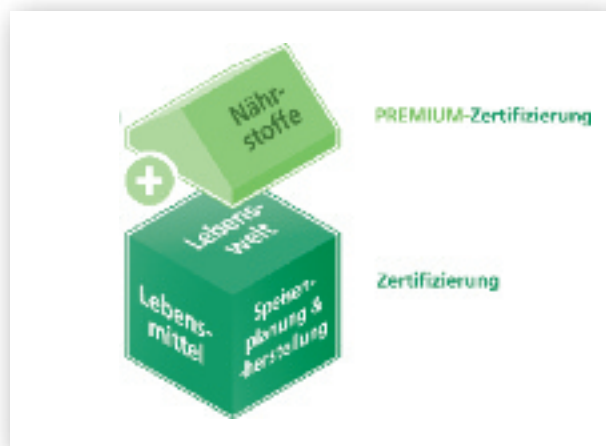 Nähr-
stoffe
PREMIUM-Zertifizierung
+
Lebens-
welt
Lebens-
mittel
Speisen-
planung &
-herstellung
Zertifizierung